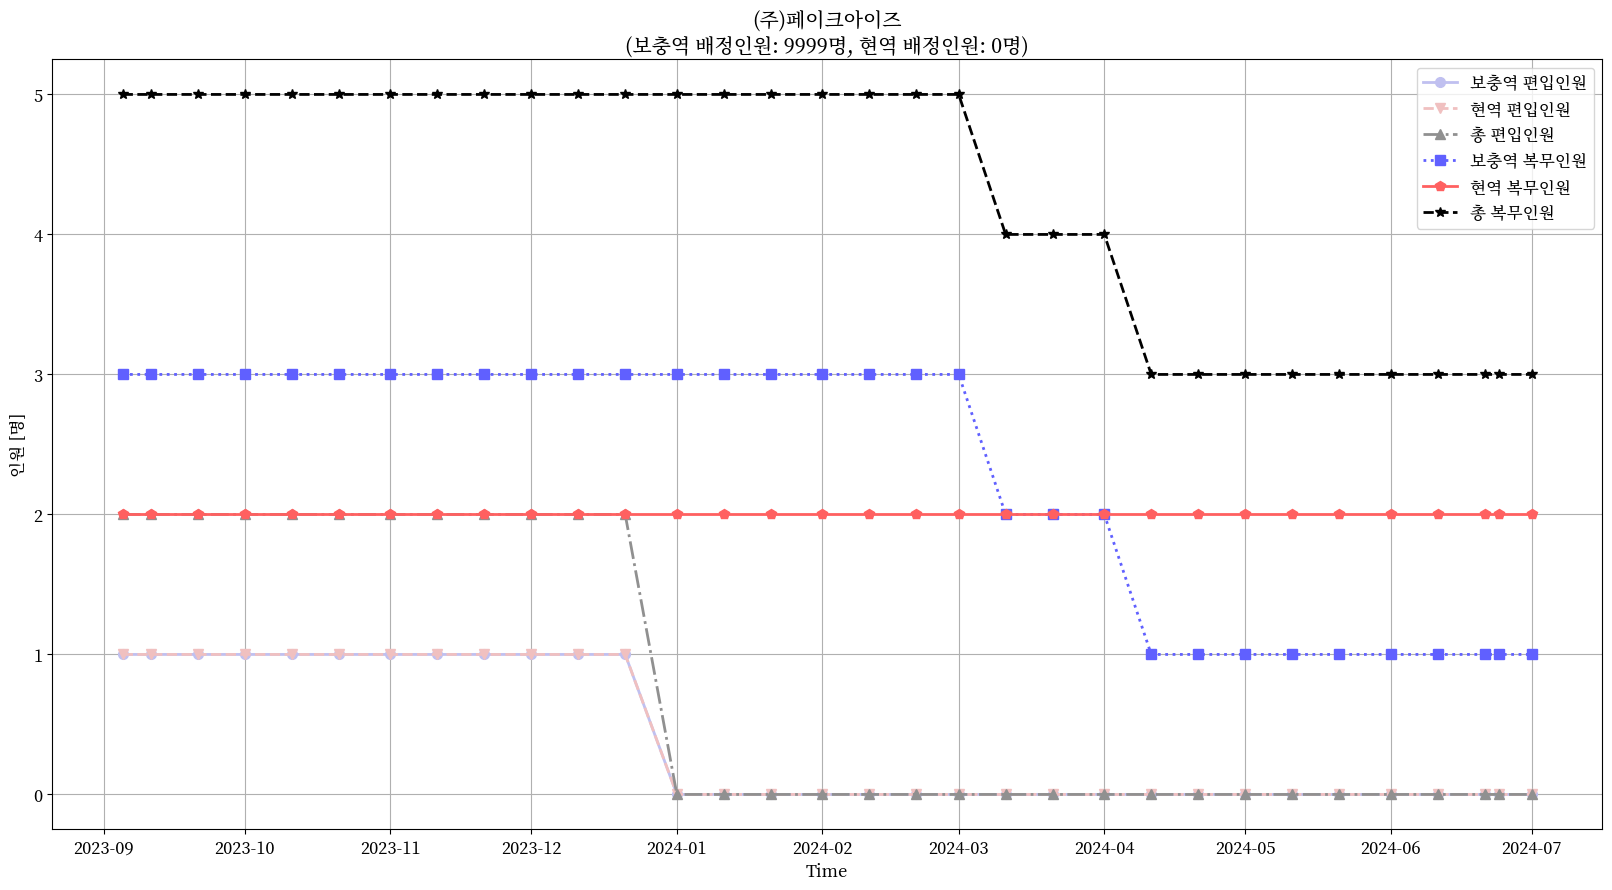 (주)페이크아이즈
(보충역 배정인원: 9999명, 현역 배정인원: 0명)
보충역 편입인원
현역 편입인원
총 편입인원
보충역 복무인원
현역 복무인원
총 복무인원
인원 [명]
5
4
3
2
1
0
2023-09 2023-10 2023-11 2023-12 2024-01 2024-02 2024-03 2024-04 2024-05 2024-06 2024-07
Time